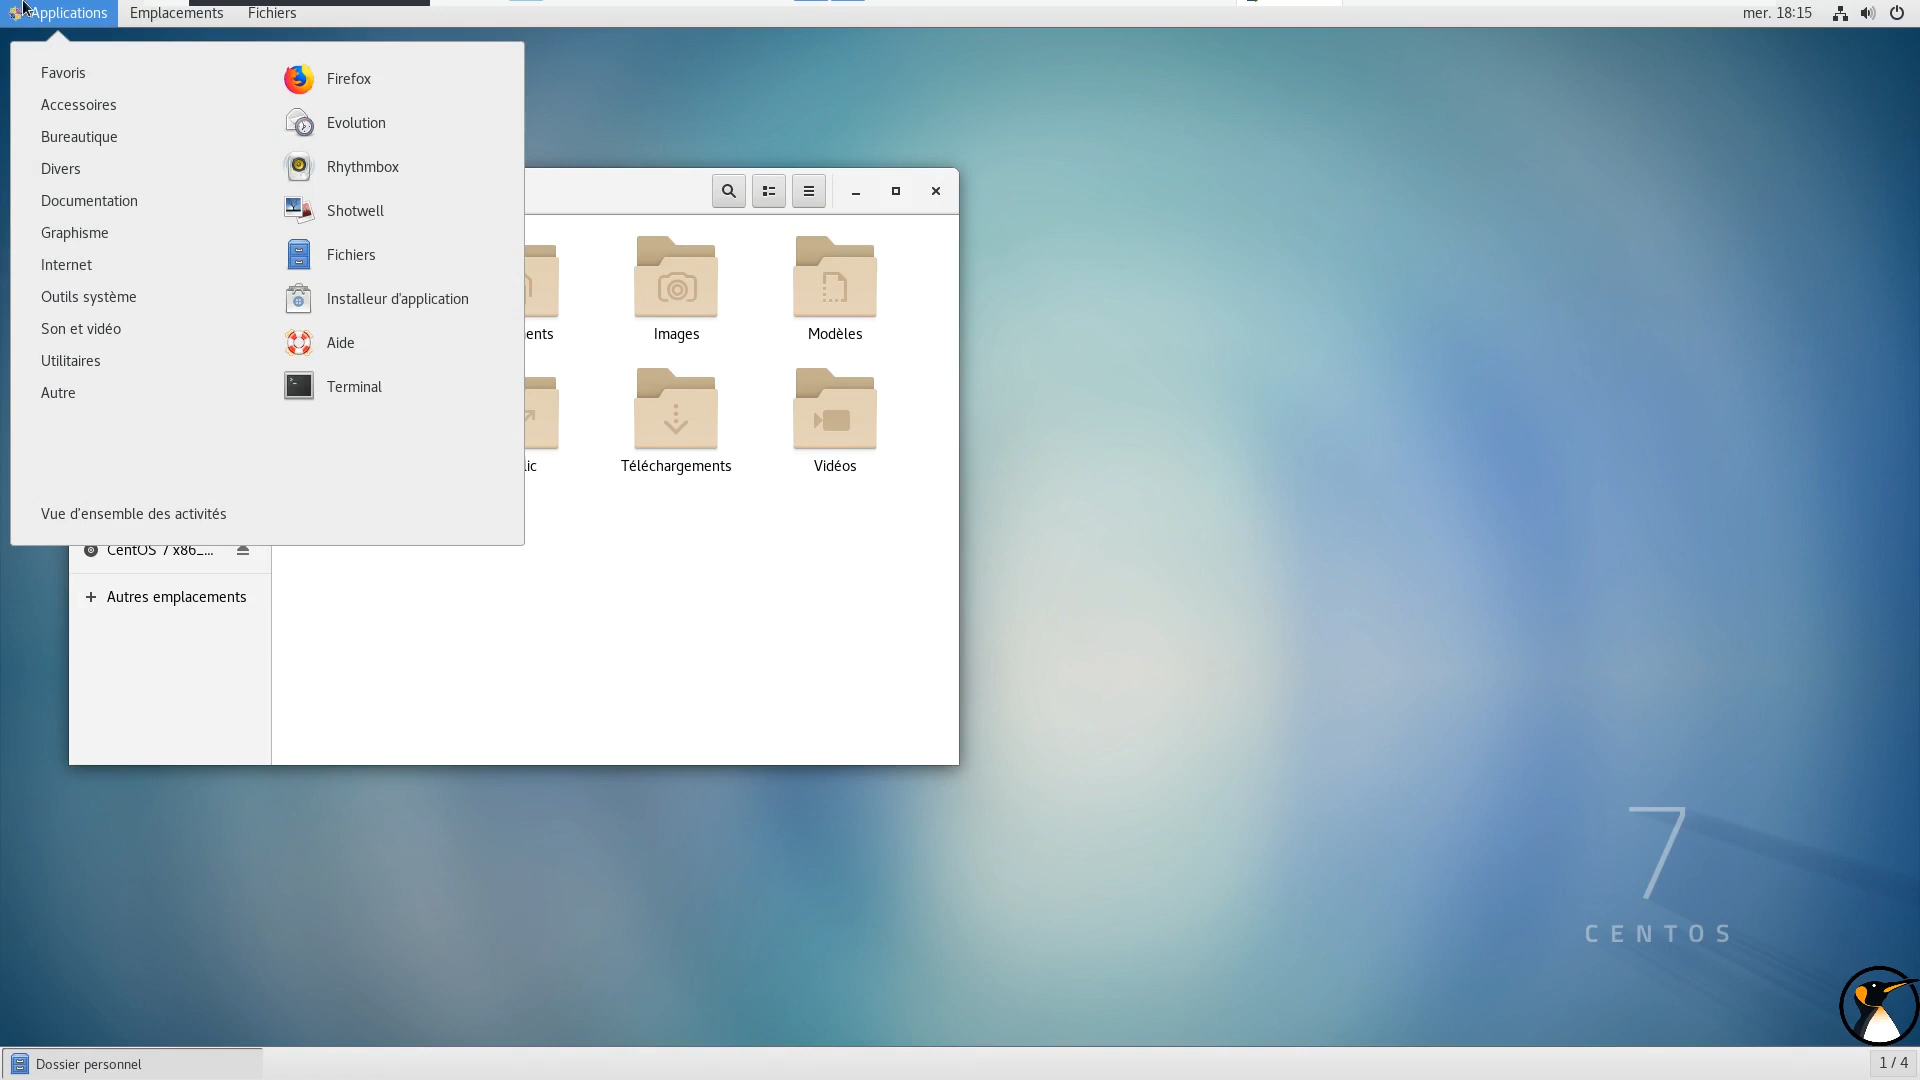 Applications Emplacements Fichiers mer. 18:15
Favoris
Accessoires
Bureautique
Divers
Documentation
Graphisme
Internet
Outils système
Son et vidéo
Utilitaires
Autre
Vue d'ensemble des activités
Firefox
Evolution
Rhythmbox
Shotwell
Fichiers
Installeur d'application
Aide
Terminal
ents Images Modèles
lic Téléchargements Vidéos
CentOS 7 x86_...
Autres emplacements
7
CENTOS
Dossier personnel 1 / 4